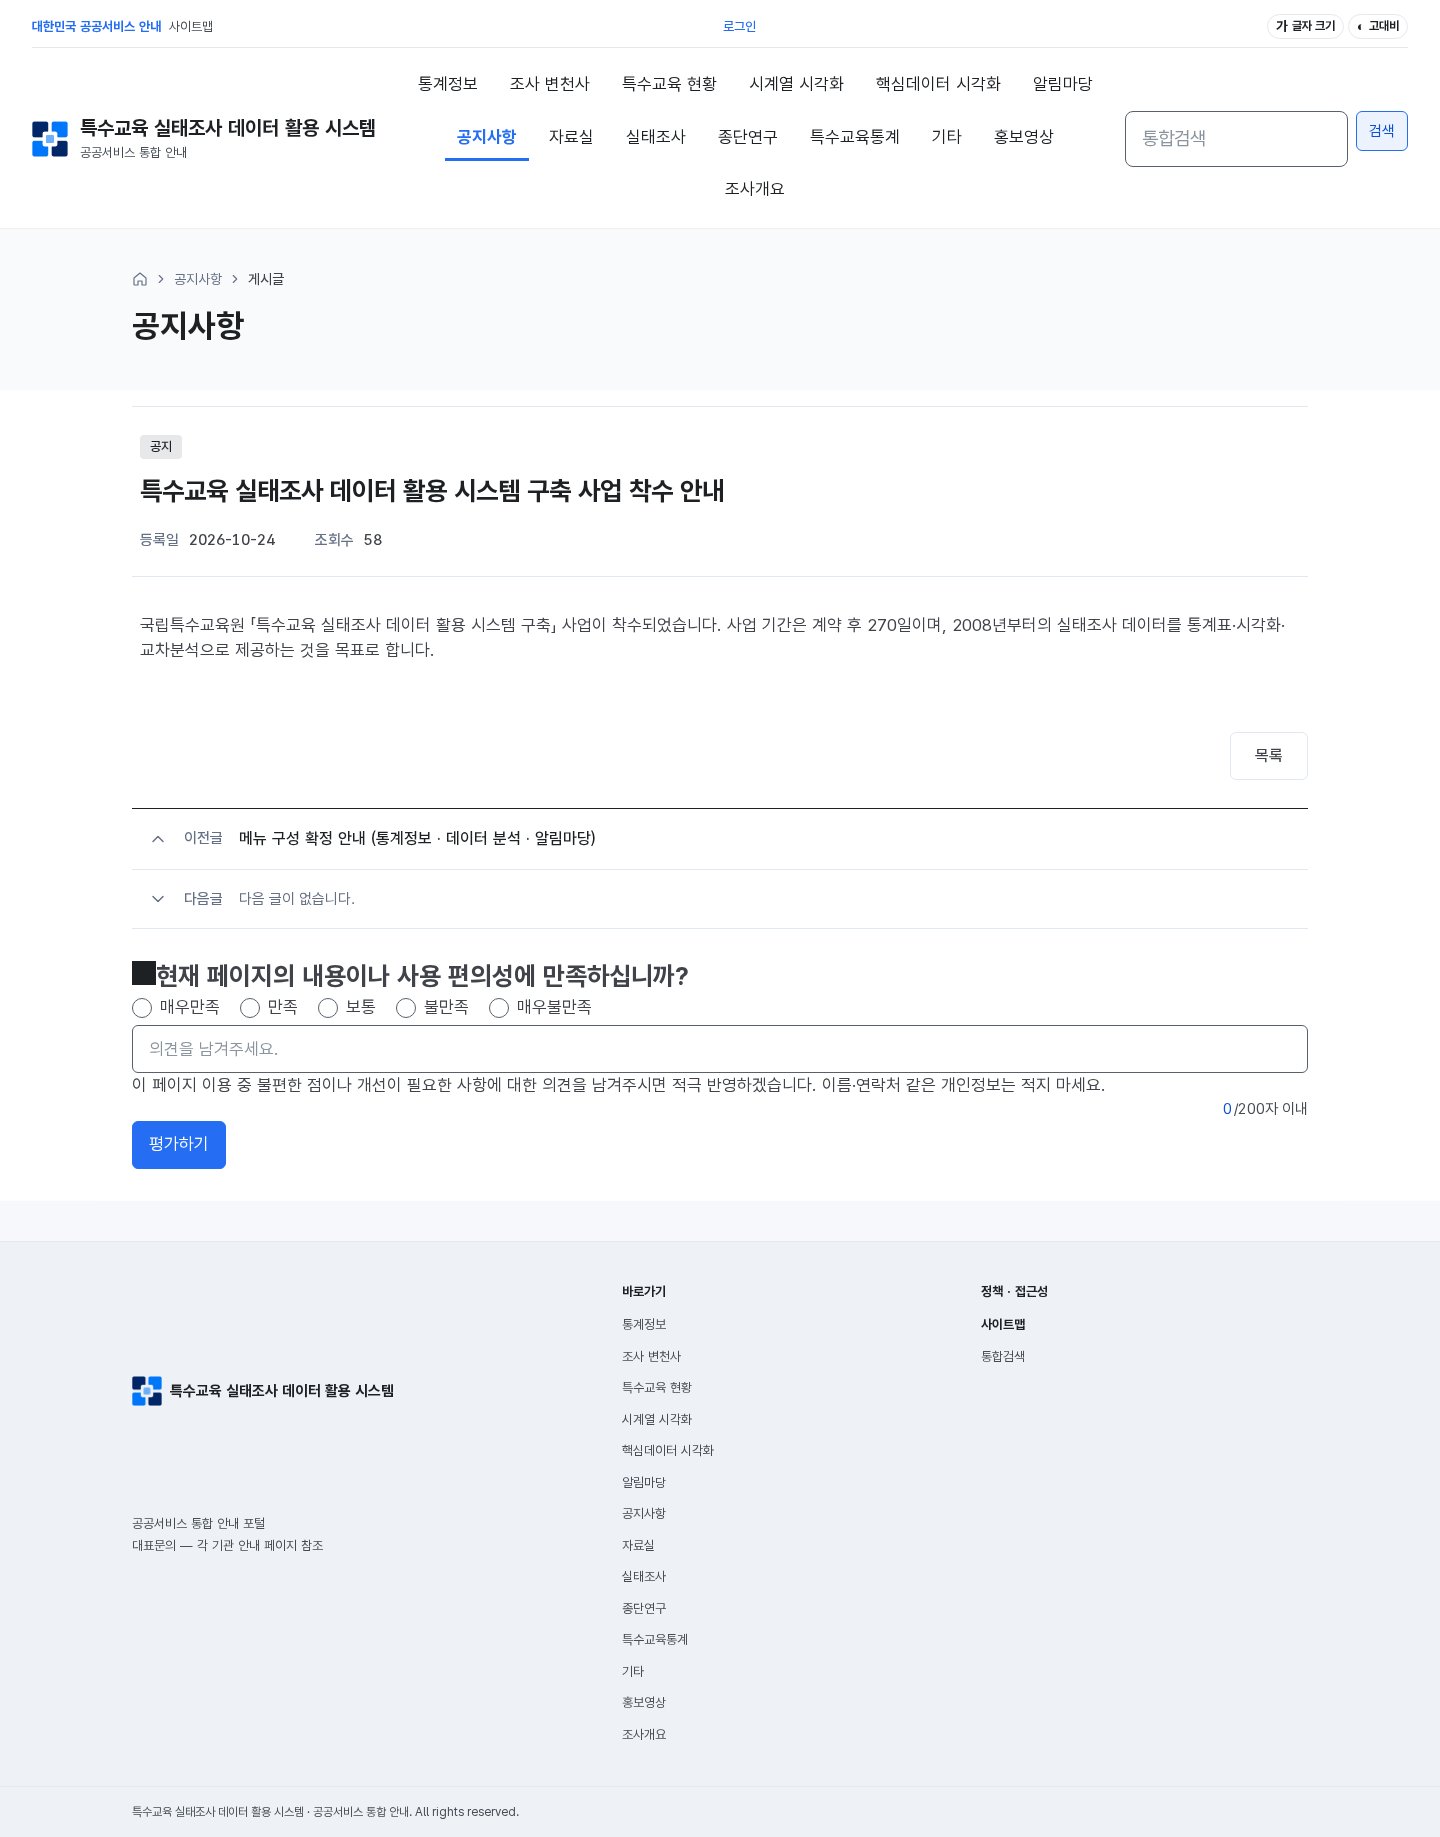 대한민국 공공서비스 안내 사이트맵
로그인
가 글자 크기
고대비
통계정보 조사 변천사 특수교육 현황 시계열 시각화 핵심데이터 시각화 알림마당
특수교육 실태조사 데이터 활용 시스템
공공서비스 통합 안내
공지사항 자료실 실태조사 종단연구 특수교육통계 기타 홍보영상
통합검색
검색
조사개요
공지사항 게시글
공지사항
공지
특수교육 실태조사 데이터 활용 시스템 구축 사업 착수 안내
등록일 2026-10-24 조회수 58
국립특수교육원 「특수교육 실태조사 데이터 활용 시스템 구축」 사업이 착수되었습니다. 사업 기간은 계약 후 270일이며, 2008년부터의 실태조사 데이터를 통계표·시각화·
교차분석으로 제공하는 것을 목표로 합니다.
목록
이전글 메뉴 구성 확정 안내 (통계정보 · 데이터 분석 · 알림마당)
다음글 다음 글이 없습니다.
현재 페이지의 내용이나 사용 편의성에 만족하십니까?
매우만족 만족 보통 불만족 매우불만족
의견을 남겨주세요.
이 페이지 이용 중 불편한 점이나 개선이 필요한 사항에 대한 의견을 남겨주시면 적극 반영하겠습니다. 이름·연락처 같은 개인정보는 적지 마세요.
0/200자 이내
평가하기
특수교육 실태조사 데이터 활용 시스템
공공서비스 통합 안내 포털
대표문의 — 각 기관 안내 페이지 참조
바로가기
통계정보
조사 변천사
특수교육 현황
시계열 시각화
핵심데이터 시각화
알림마당
공지사항
자료실
실태조사
종단연구
특수교육통계
기타
홍보영상
조사개요
정책 · 접근성
사이트맵
통합검색
특수교육 실태조사 데이터 활용 시스템 · 공공서비스 통합 안내. All rights reserved.